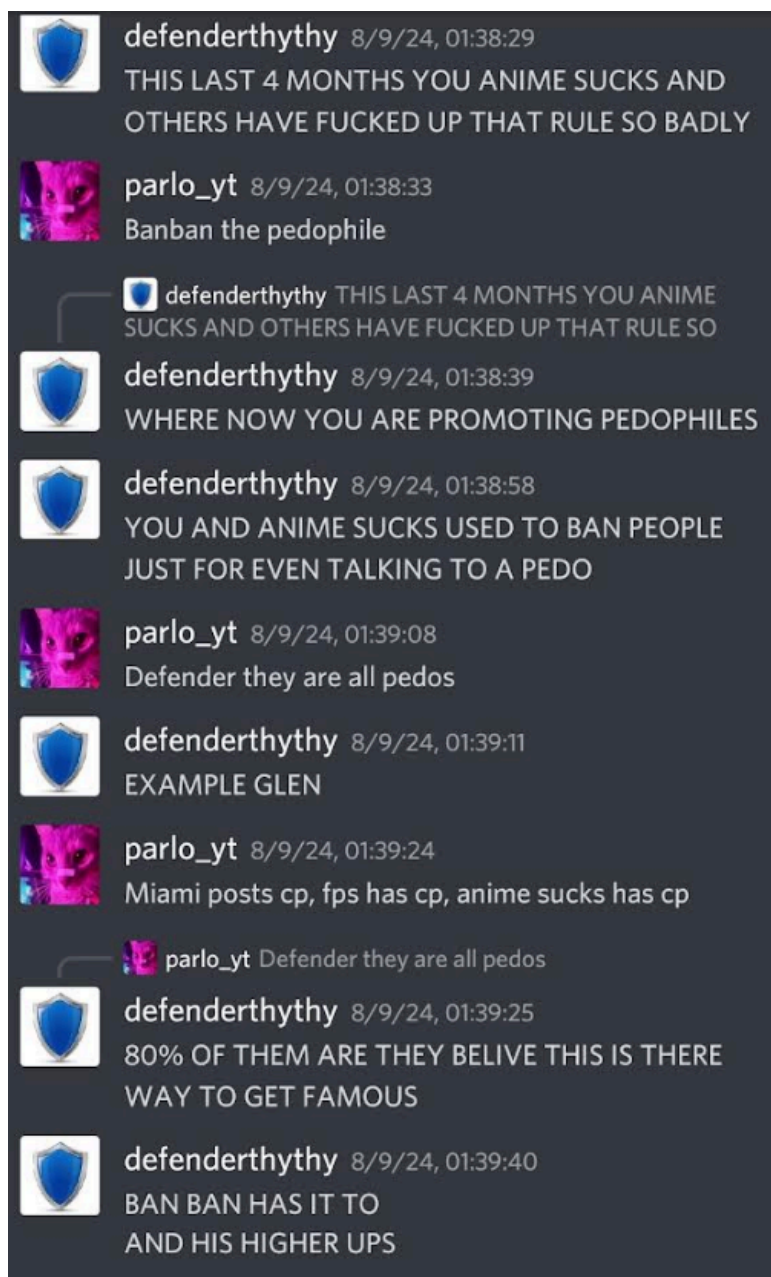 defenderthythy 8/9/24, 01:38:29
THIS LAST 4 MONTHS YOU ANIME SUCKS AND
OTHERS HAVE FUCKED UP THAT RULE SO BADLY
parlo_yt 8/9/24, 01:38:33
Banban the pedophile
defenderthythy THIS LAST 4 MONTHS YOU ANIME
SUCKS AND OTHERS HAVE FUCKED UP THAT RULE SO
defenderthythy 8/9/24, 01:38:39
WHERE NOW YOU ARE PROMOTING PEDOPHILES
defenderthythy 8/9/24, 01:38:58
YOU AND ANIME SUCKS USED TO BAN PEOPLE
JUST FOR EVEN TALKING TO A PEDO
parlo_yt 8/9/24, 01:39:08
Defender they are all pedos
defenderthythy 8/9/24, 01:39:11
EXAMPLE GLEN
parlo_yt 8/9/24, 01:39:24
Miami posts cp, fps has cp, anime sucks has cp
parlo_yt Defender they are all pedos
defenderthythy 8/9/24, 01:39:25
80% OF THEM ARE THEY BELIVE THIS IS THERE
WAY TO GET FAMOUS
defenderthythy 8/9/24, 01:39:40
BAN BAN HAS IT TO
AND HIS HIGHER UPS